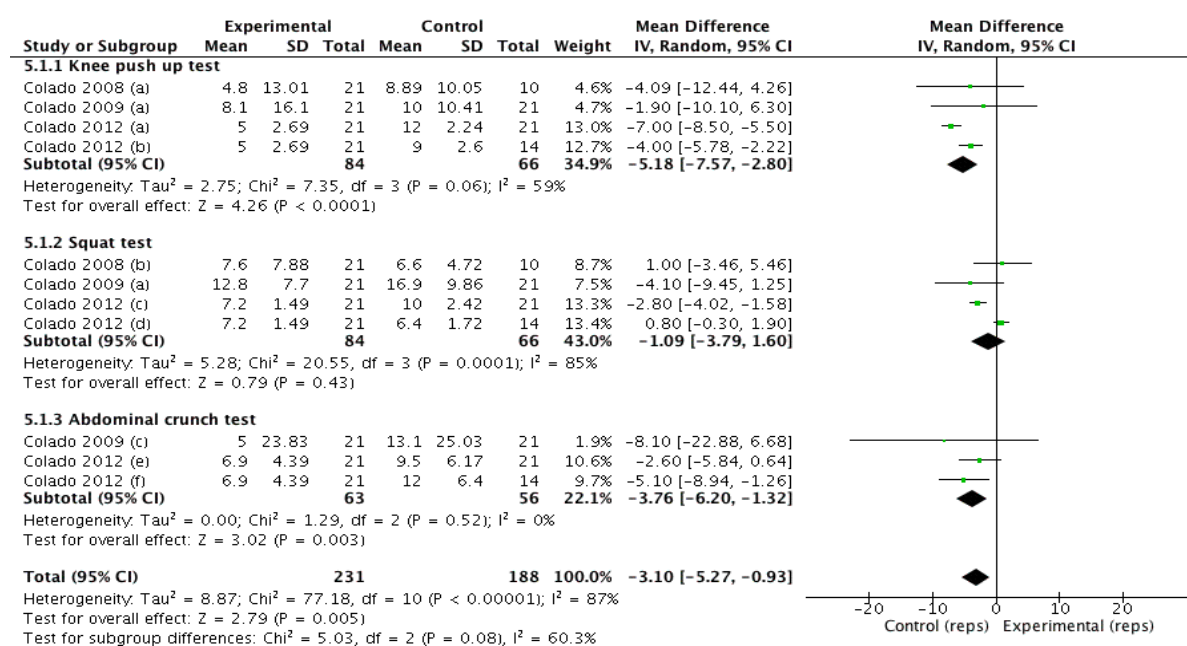 Experimental Control Mean Difference Mean Difference
Study or Subgroup Mean SD Total Mean SD Total Weight IV, Random, 95% CI IV, Random, 95% CI
5.1.1 Knee push up test
Colado 2008 (a) 4.8 13.01 21 8.89 10.05 10 4.6% -4.09 [-12.44, 4.26]
Colado 2009 (a) 8.1 16.1 21 10 10.41 21 4.7% -1.90 [-10.10, 6.30]
Colado 2012 (a) 5 2.69 21 12 2.24 21 13.0% -7.00 [-8.50, -5.50]
Colado 2012 (b) 5 2.69 21 9 2.6 14 12.7% -4.00 [-5.78, -2.22]
Subtotal (95% CI) 84 66 34.9% -5.18 [-7.57, -2.80]
Heterogeneity: Tau² = 2.75; Chi² = 7.35, df = 3 (P = 0.06); I² = 59%
Test for overall effect: Z = 4.26 (P < 0.0001)
5.1.2 Squat test
Colado 2008 (b) 7.6 7.88 21 6.6 4.72 10 8.7% 1.00 [-3.46, 5.46]
Colado 2009 (a) 12.8 7.7 21 16.9 9.86 21 7.5% -4.10 [-9.45, 1.25]
Colado 2012 (c) 7.2 1.49 21 10 2.42 21 13.3% -2.80 [-4.02, -1.58]
Colado 2012 (d) 7.2 1.49 21 6.4 1.72 14 13.4% 0.80 [-0.30, 1.90]
Subtotal (95% CI) 84 66 43.0% -1.09 [-3.79, 1.60]
Heterogeneity: Tau² = 5.28; Chi² = 20.55, df = 3 (P = 0.0001); I² = 85%
Test for overall effect: Z = 0.79 (P = 0.43)
5.1.3 Abdominal crunch test
Colado 2009 (c) 5 23.83 21 13.1 25.03 21 1.9% -8.10 [-22.88, 6.68]
Colado 2012 (e) 6.9 4.39 21 9.5 6.17 21 10.6% -2.60 [-5.84, 0.64]
Colado 2012 (f) 6.9 4.39 21 12 6.4 14 9.7% -5.10 [-8.94, -1.26]
Subtotal (95% CI) 63 56 22.1% -3.76 [-6.20, -1.32]
Heterogeneity: Tau² = 0.00; Chi² = 1.29, df = 2 (P = 0.52); I² = 0%
Test for overall effect: Z = 3.02 (P = 0.003)
Total (95% CI) 231 188 100.0% -3.10 [-5.27, -0.93]
Heterogeneity: Tau² = 8.87; Chi² = 77.18, df = 10 (P < 0.00001); I² = 87%
Test for overall effect: Z = 2.79 (P = 0.005)
Test for subgroup differences: Chi² = 5.03, df = 2 (P = 0.08), I² = 60.3%
-20 -10 0 10 20
Control (reps) Experimental (reps)